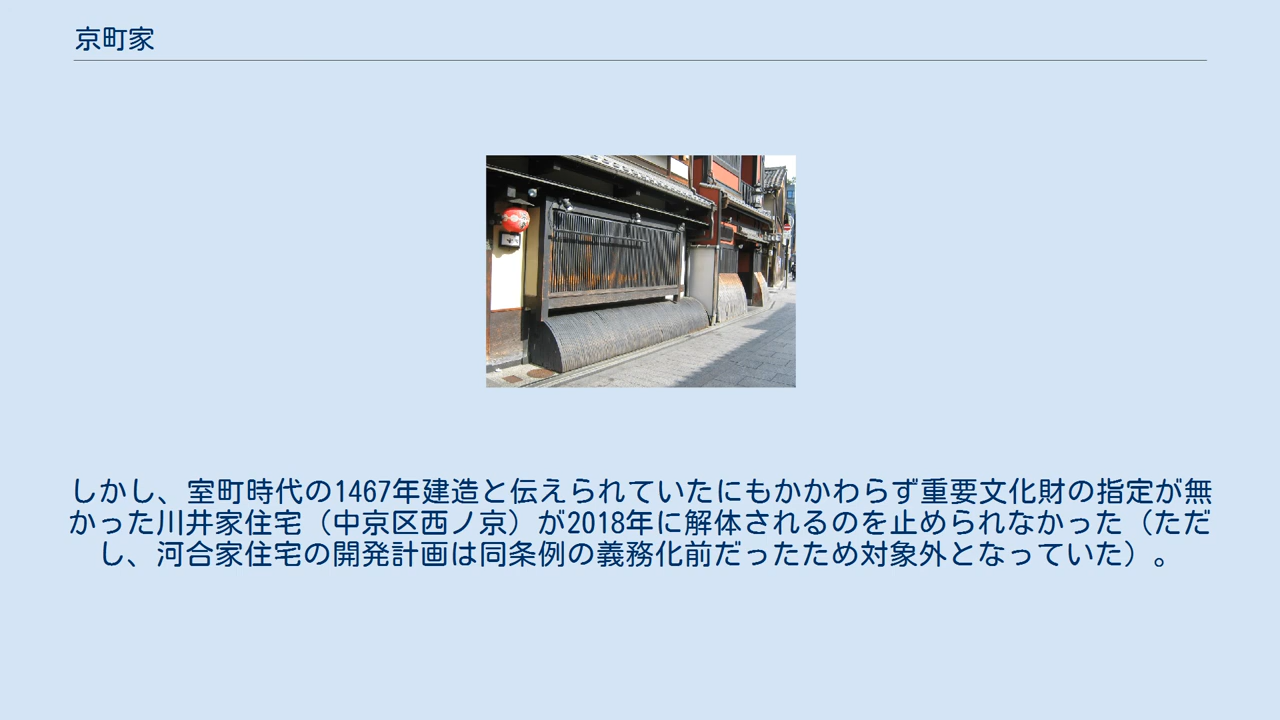 京町家
しかし、室町時代の1467年建造と伝えられていたにもかかわらず重要文化財の指定が無
かった川井家住宅（中京区西ノ京）が2018年に解体されるのを止められなかった（ただ
し、河合家住宅の開発計画は同条例の義務化前だったため対象外となっていた）。